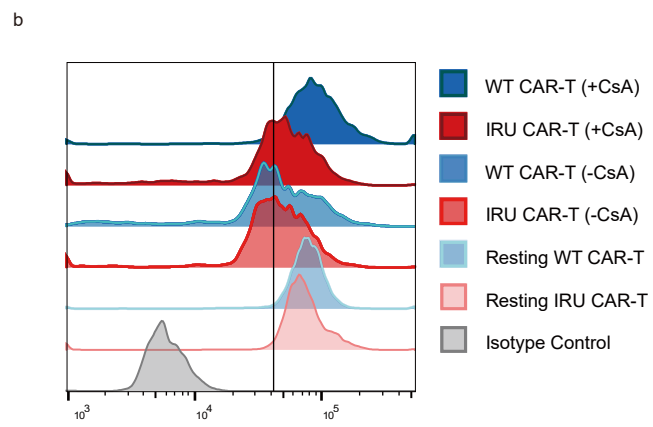 b
WT CAR-T (+CsA)
IRU CAR-T (+CsA)
WT CAR-T (-CsA)
IRU CAR-T (-CsA)
Resting WT CAR-T
Resting IRU CAR-T
Isotype Control
10³ 10⁴ 10⁵